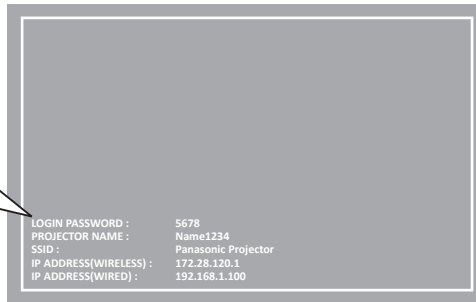 LOGIN PASSWORD : 5678
PROJECTOR NAME : Name1234
SSID : Panasonic Projector
IP ADDRESS(WIRELESS) : 172.28.120.1
IP ADDRESS(WIRED) : 192.168.1.100